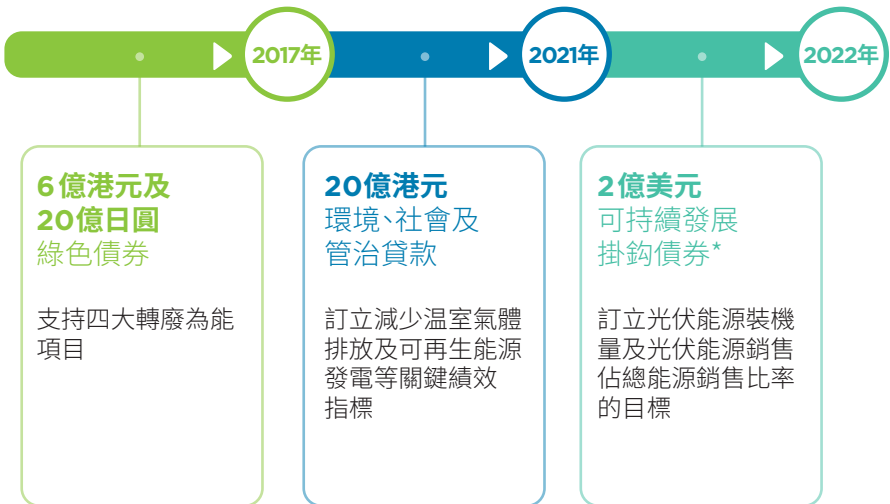 2017年
2021年
2022年
6億港元及
20億日圓
綠色債券
支持四大轉廢為能
項目
20億港元
環境、社會及
管治貸款
訂立減少温室氣體
排放及可再生能源
發電等關鍵績效
指標
2億美元
可持續發展
掛鈎債券*
訂立光伏能源裝機
量及光伏能源銷售
佔總能源銷售比率
的目標